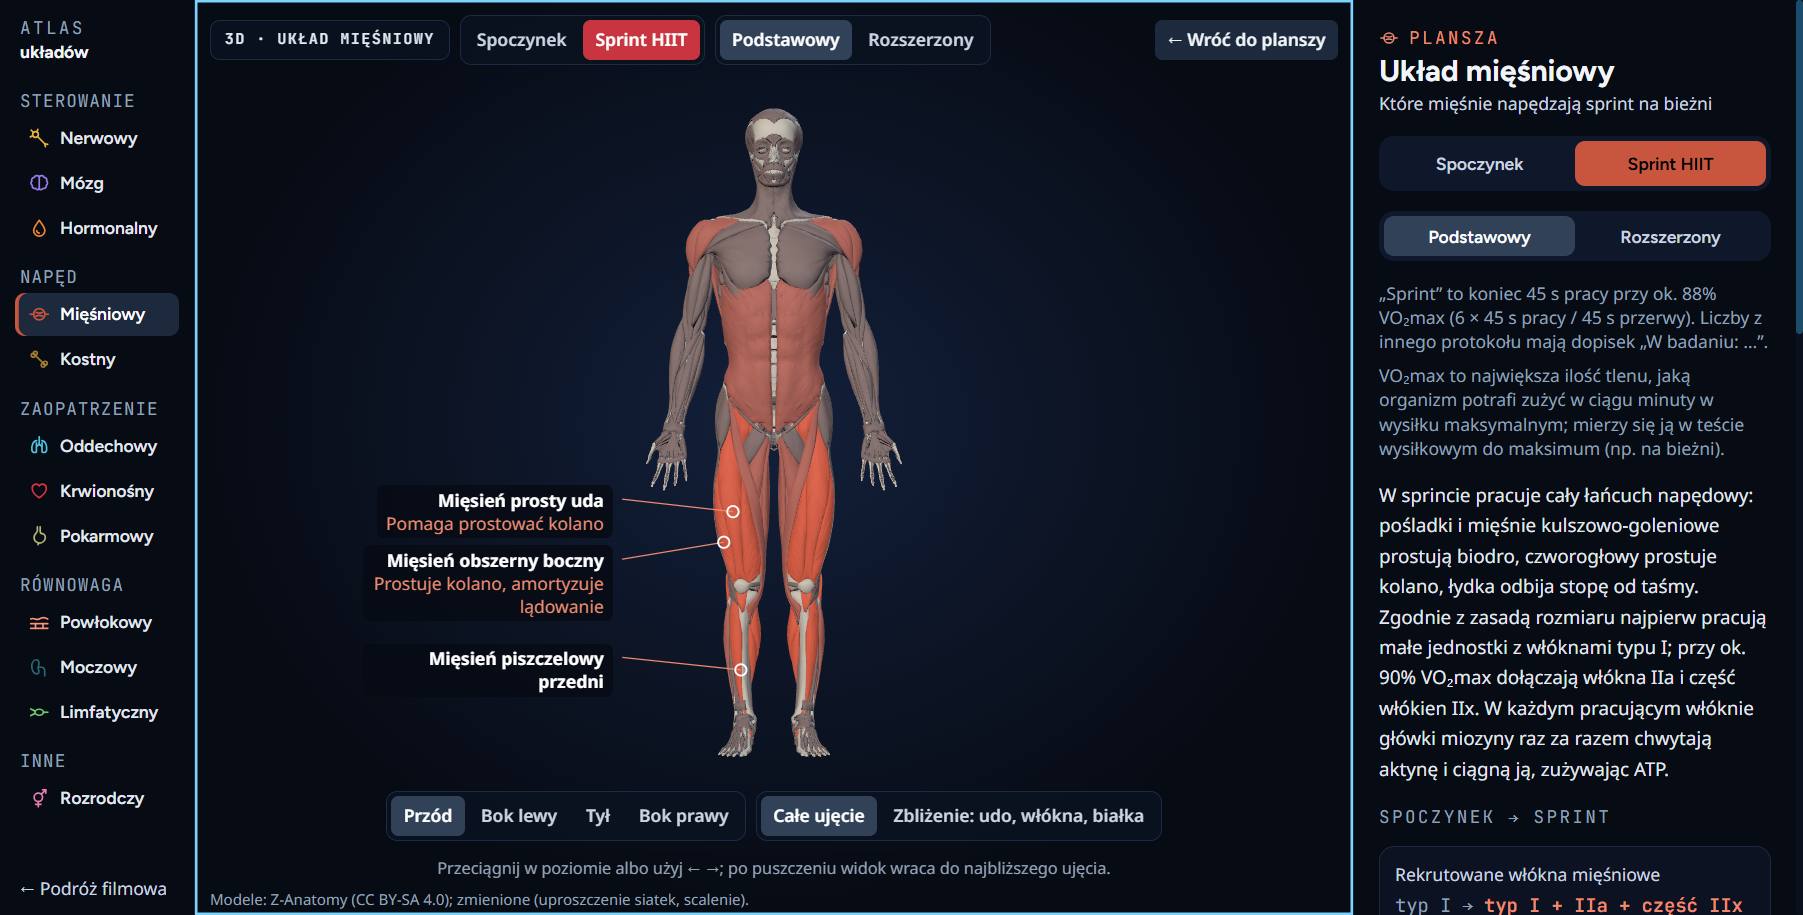 ATLAS
układów
STEROWANIE
Nerwowy
Mózg
Hormonalny
NAPĘD
Mięśniowy
Kostny
ZAOPATRZENIE
Oddechowy
Krwionośny
Pokarmowy
RÓWNOWAGA
Powłokowy
Moczowy
Limfatyczny
INNE
Rozrodczy
← Podróż filmowa
3D · UKŁAD MIĘŚNIOWY
Spoczynek
Sprint HIIT
Podstawowy
Rozszerzony
← Wróć do planszy
Mięsień prosty uda
Pomaga prostować kolano
Mięsień obszerny boczny
Prostuje kolano, amortyzuje
lądowanie
Mięsień piszczelowy
przedni
Przód
Bok lewy
Tył
Bok prawy
Całe ujęcie
Zbliżenie: udo, włókna, białka
Przeciągnij w poziomie albo użyj ← →; po puszczeniu widok wraca do najbliższego ujęcia.
Modele: Z-Anatomy (CC BY-SA 4.0); zmienione (uproszczenie siatek, scalenie).
PLANSZA
Układ mięśniowy
Które mięśnie napędzają sprint na bieżni
Spoczynek
Sprint HIIT
Podstawowy
Rozszerzony
„Sprint” to koniec 45 s pracy przy ok. 88%
VO₂max (6 × 45 s pracy / 45 s przerwy). Liczby z
innego protokołu mają dopisek „W badaniu: …”.
VO₂max to największa ilość tlenu, jaką
organizm potrafi zużyć w ciągu minuty w
wysiłku maksymalnym; mierzy się ją w teście
wysiłkowym do maksimum (np. na bieżni).
W sprincie pracuje cały łańcuch napędowy:
pośladki i mięśnie kulszowo-goleniowe
prostują biodro, czworogłowy prostuje
kolano, łydka odbija stopę od taśmy.
Zgodnie z zasadą rozmiaru najpierw pracują
małe jednostki z włóknami typu I; przy ok.
90% VO₂max dołączają włókna IIa i część
włókien IIx. W każdym pracującym włóknie
główki miozyny raz za razem chwytają
aktynę i ciągną ją, zużywając ATP.
SPOCZYNEK → SPRINT
Rekrutowane włókna mięśniowe
typ I → typ I + IIa + część IIx